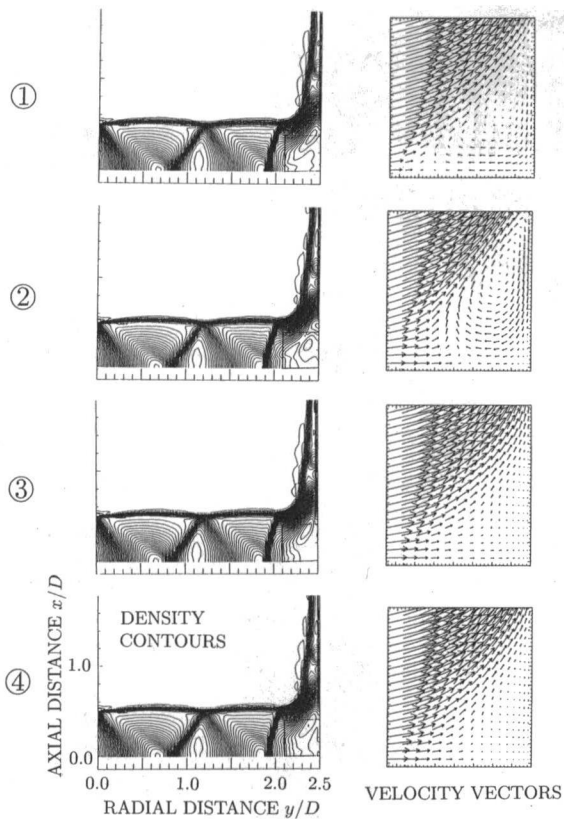 ①
②
③
④
AXIAL DISTANCE x/D
DENSITY
CONTOURS
1.0
0.0
0.0
1.0
2.0
2.5
RADIAL DISTANCE y/D
VELOCITY VECTORS